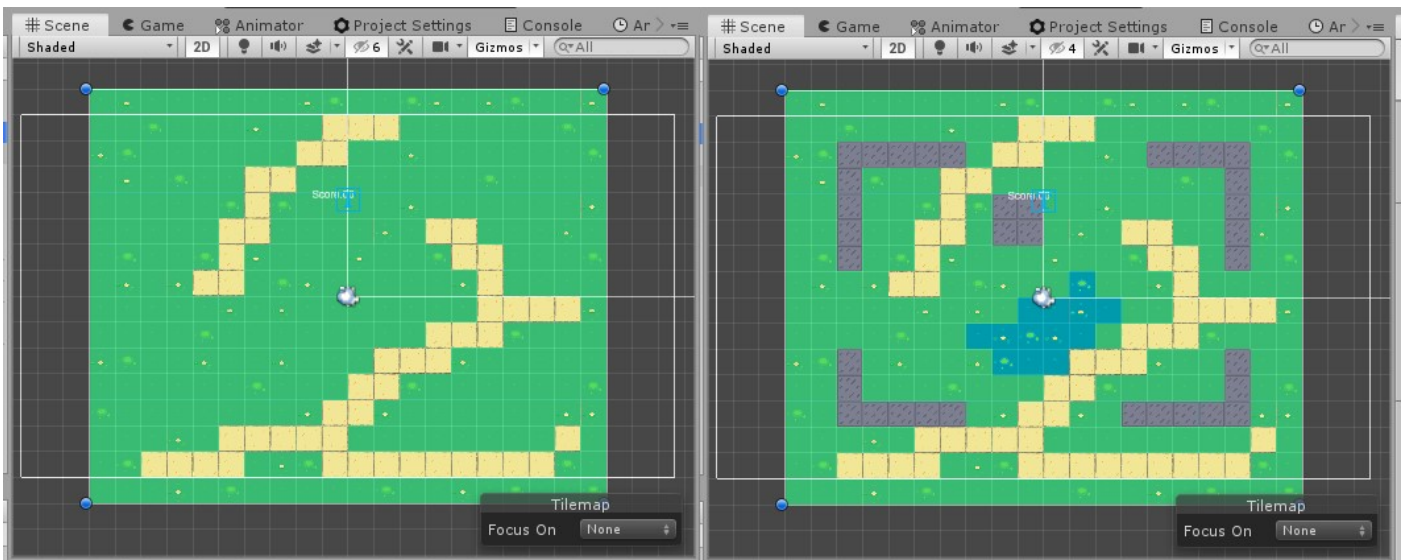 Scene Game Animator Project Settings Console Ar
Shaded 2D 6 Gizmos All
Tilemap
Focus On None
Scene Game Animator Project Settings Console Ar
Shaded 2D 4 Gizmos All
Tilemap
Focus On None